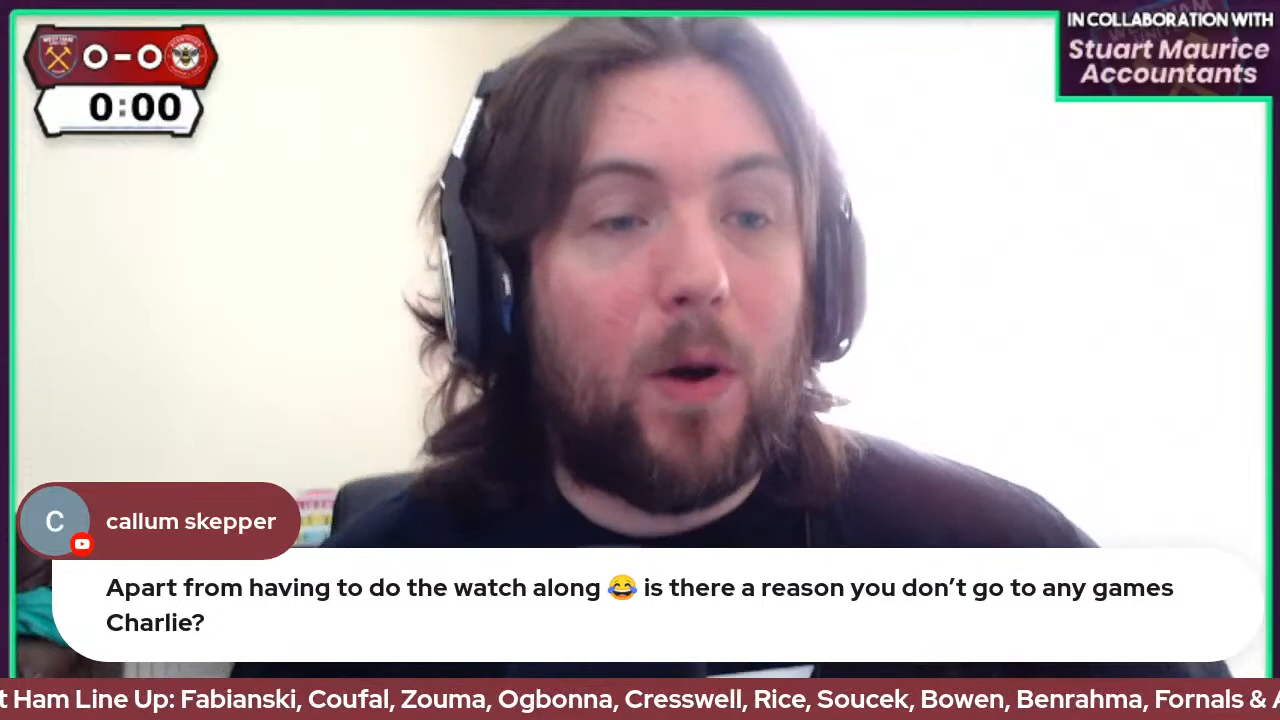 IN COLLABORATION WITH
Stuart Maurice
Accountants
0-0
0:00
C
callum skepper
Apart from having to do the watch along 😂 is there a reason you don’t go to any games
Charlie?
t Ham Line Up: Fabianski, Coufal, Zouma, Ogbonna, Cresswell, Rice, Soucek, Bowen, Benrahma, Fornals &